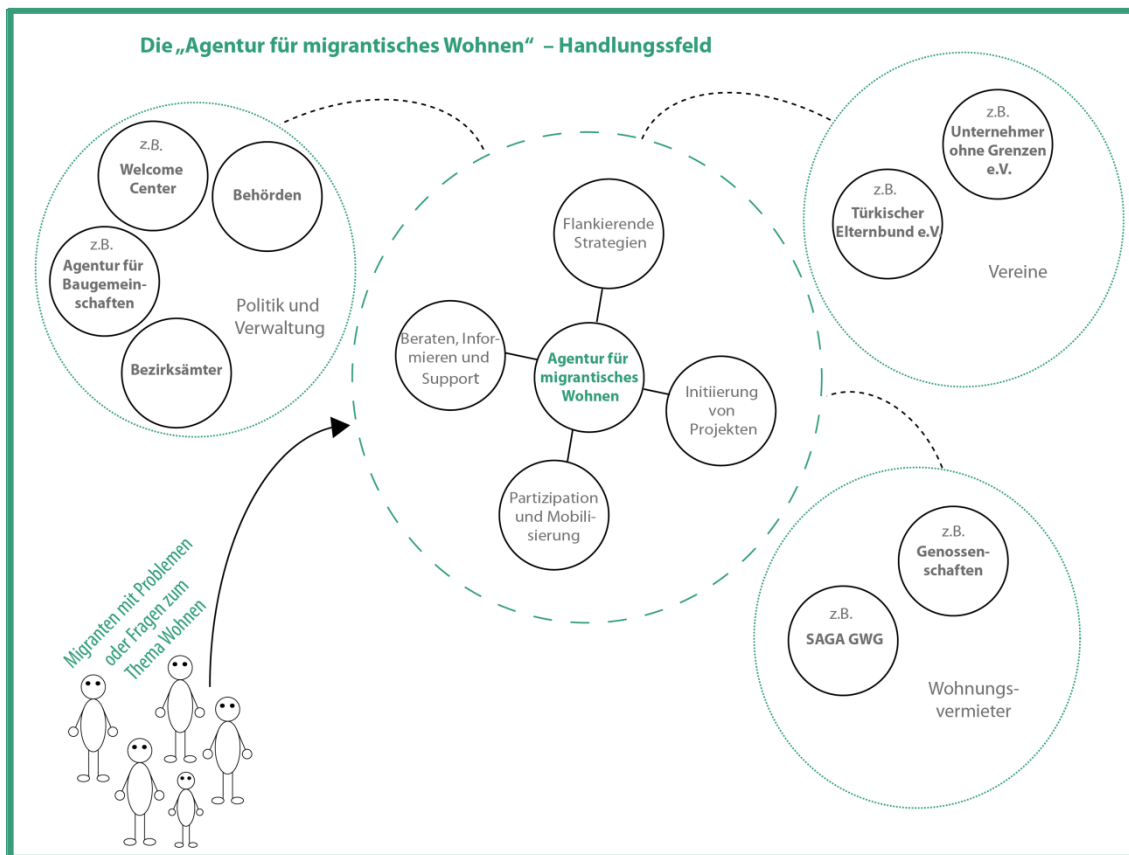 Die „Agentur für migrantisches Wohnen“ – Handlungssfeld
z.B.
Welcome
Center
Behörden
z.B.
Agentur für
Baugemein-
schaften
Politik und
Verwaltung
Bezirksämter
Flankierende
Strategien
Beraten, Infor-
mieren und
Support
Agentur für
migrantisches
Wohnen
Initiierung
von
Projekten
Partizipation
und Mobili-
sierung
z.B.
Unternehmer
ohne Grenzen
e.V.
z.B.
Türkischer
Elternbund e.V.
Vereine
z.B.
Genossen-
schaften
z.B.
SAGA GWG
Wohnungs-
vermieter
Migranten mit Problemen
oder Fragen zum
Thema Wohnen